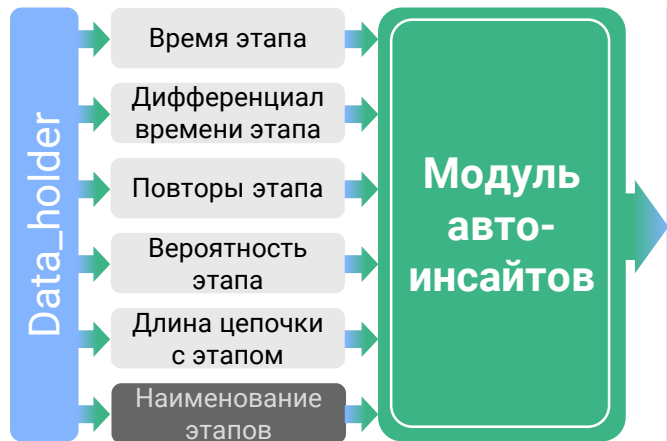 Data_holder
Время этапа
Дифференциал
времени этапа
Повторы этапа
Вероятность
этапа
Длина цепочки
с этапом
Наименование
этапов
Модуль
авто-
инсайтов